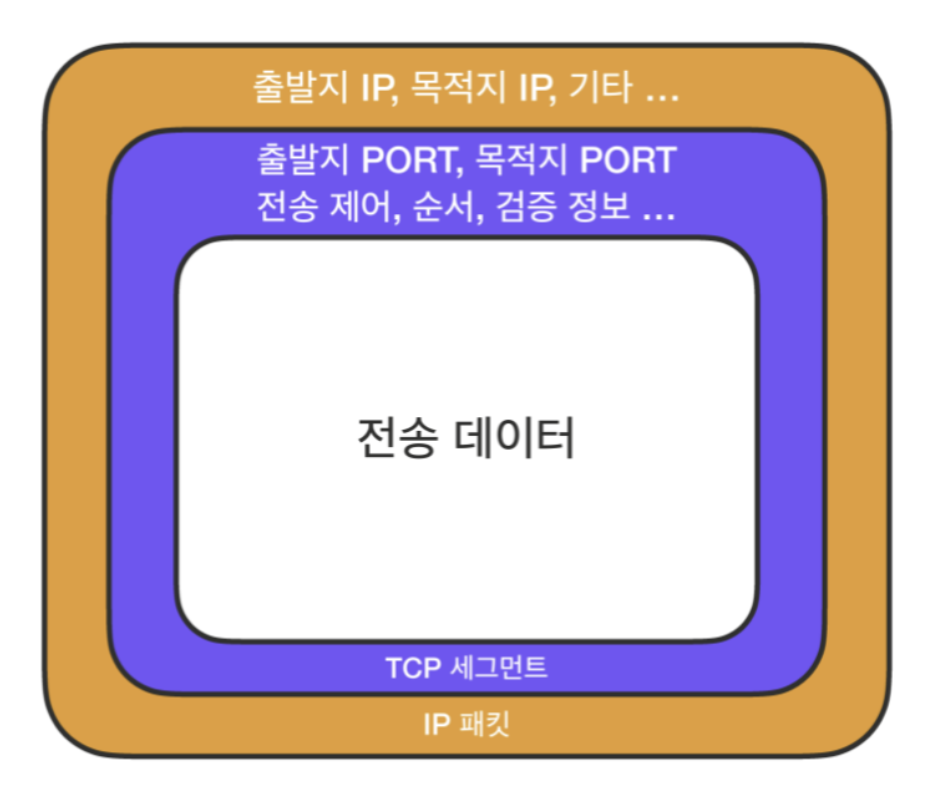 출발지 IP, 목적지 IP, 기타 ...
출발지 PORT, 목적지 PORT
전송 제어, 순서, 검증 정보 ...
전송 데이터
TCP 세그먼트
IP 패킷